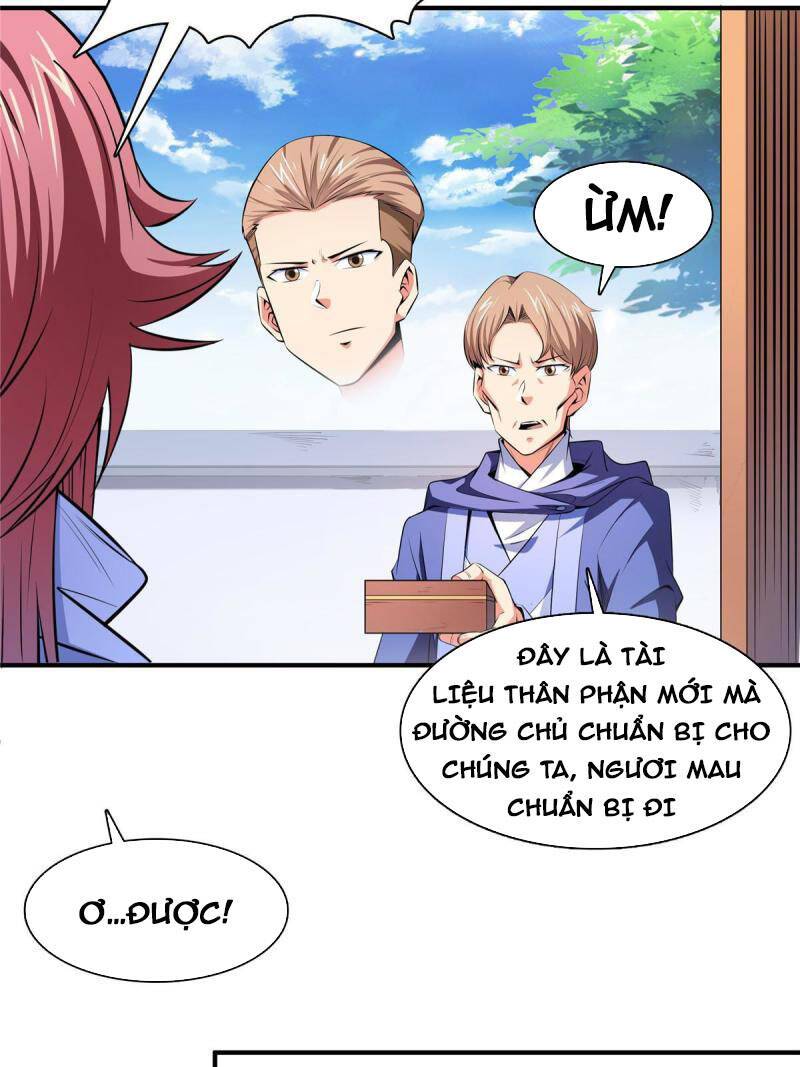 ỪM!
ĐÂY LÀ TÀI
LIỆU THÂN PHẬN MỚI MÀ
ĐƯỜNG CHỦ CHUẨN BỊ CHO
CHÚNG TA, NGƯƠI MAU
CHUẨN BỊ ĐI
Ơ...ĐƯỢC!